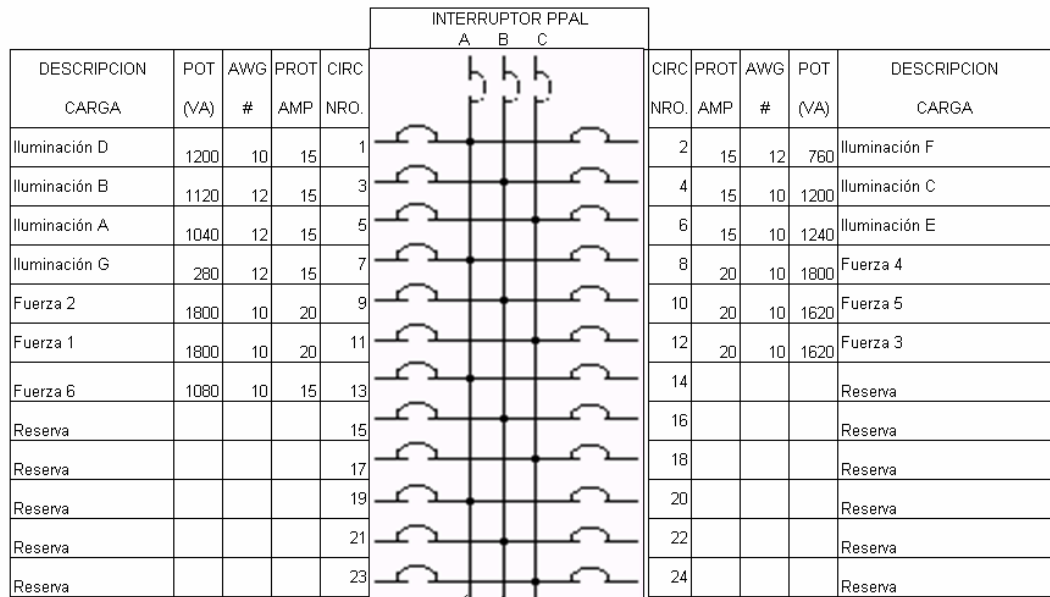 INTERRUPTOR PPAL
A B C
DESCRIPCION POT AWG PROT CIRC CIRC PROT AWG POT DESCRIPCION
CARGA (VA) # AMP NRO. NRO. AMP # (VA) CARGA
Iluminación D 1200 10 15 1 2 15 12 760 Iluminación F
Iluminación B 1120 12 15 3 4 15 10 1200 Iluminación C
Iluminación A 1040 12 15 5 6 15 10 1240 Iluminación E
Iluminación G 280 12 15 7 8 20 10 1800 Fuerza 4
Fuerza 2 1800 10 20 9 10 20 10 1620 Fuerza 5
Fuerza 1 1800 10 20 11 12 20 10 1620 Fuerza 3
Fuerza 6 1080 10 15 13 14 Reserva
Reserva 15 16 Reserva
Reserva 17 18 Reserva
Reserva 19 20 Reserva
Reserva 21 22 Reserva
Reserva 23 24 Reserva